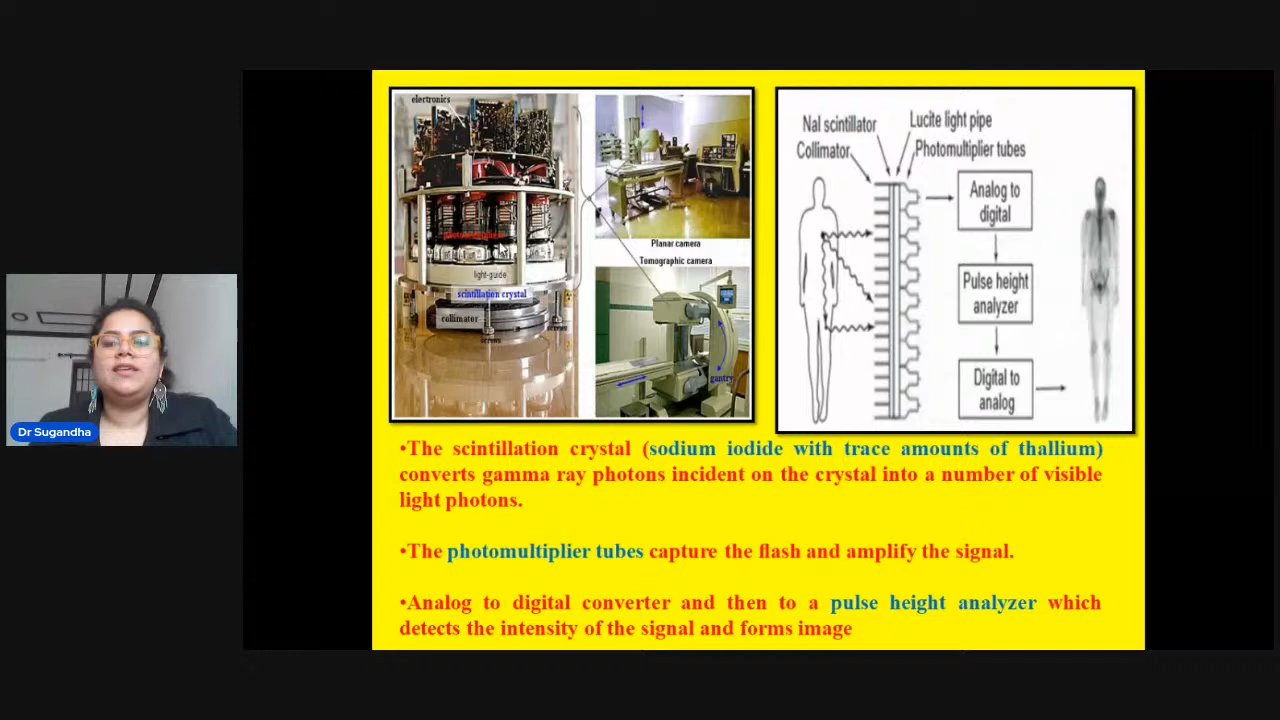 electronics
light-guide
scintillation crystal
collimator
screws
Planar camera
Tomographic camera
gantry
NaI scintillator
Collimator
Lucite light pipe
Photomultiplier tubes
Analog to
digital
Pulse height
analyzer
Digital to
analog
Dr Sugandha
•The scintillation crystal (sodium iodide with trace amounts of thallium)
converts gamma ray photons incident on the crystal into a number of visible
light photons.
•The photomultiplier tubes capture the flash and amplify the signal.
•Analog to digital converter and then to a pulse height analyzer which
detects the intensity of the signal and forms image